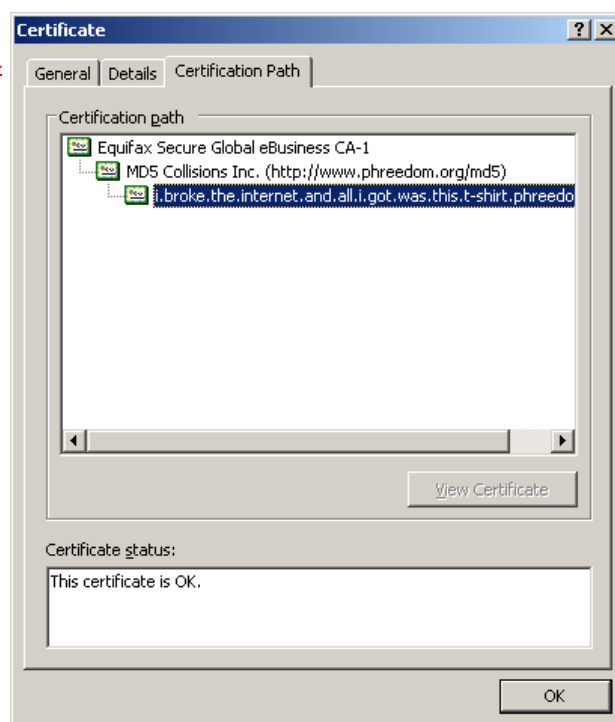 Certificate
General Details Certification Path
Certification path
Equifax Secure Global eBusiness CA-1
MD5 Collisions Inc. (http://www.phreedom.org/md5)
i.broke.the.internet.and.all.i.got.was.this.t-shirt.phreedo
View Certificate
Certificate status:
This certificate is OK.
OK